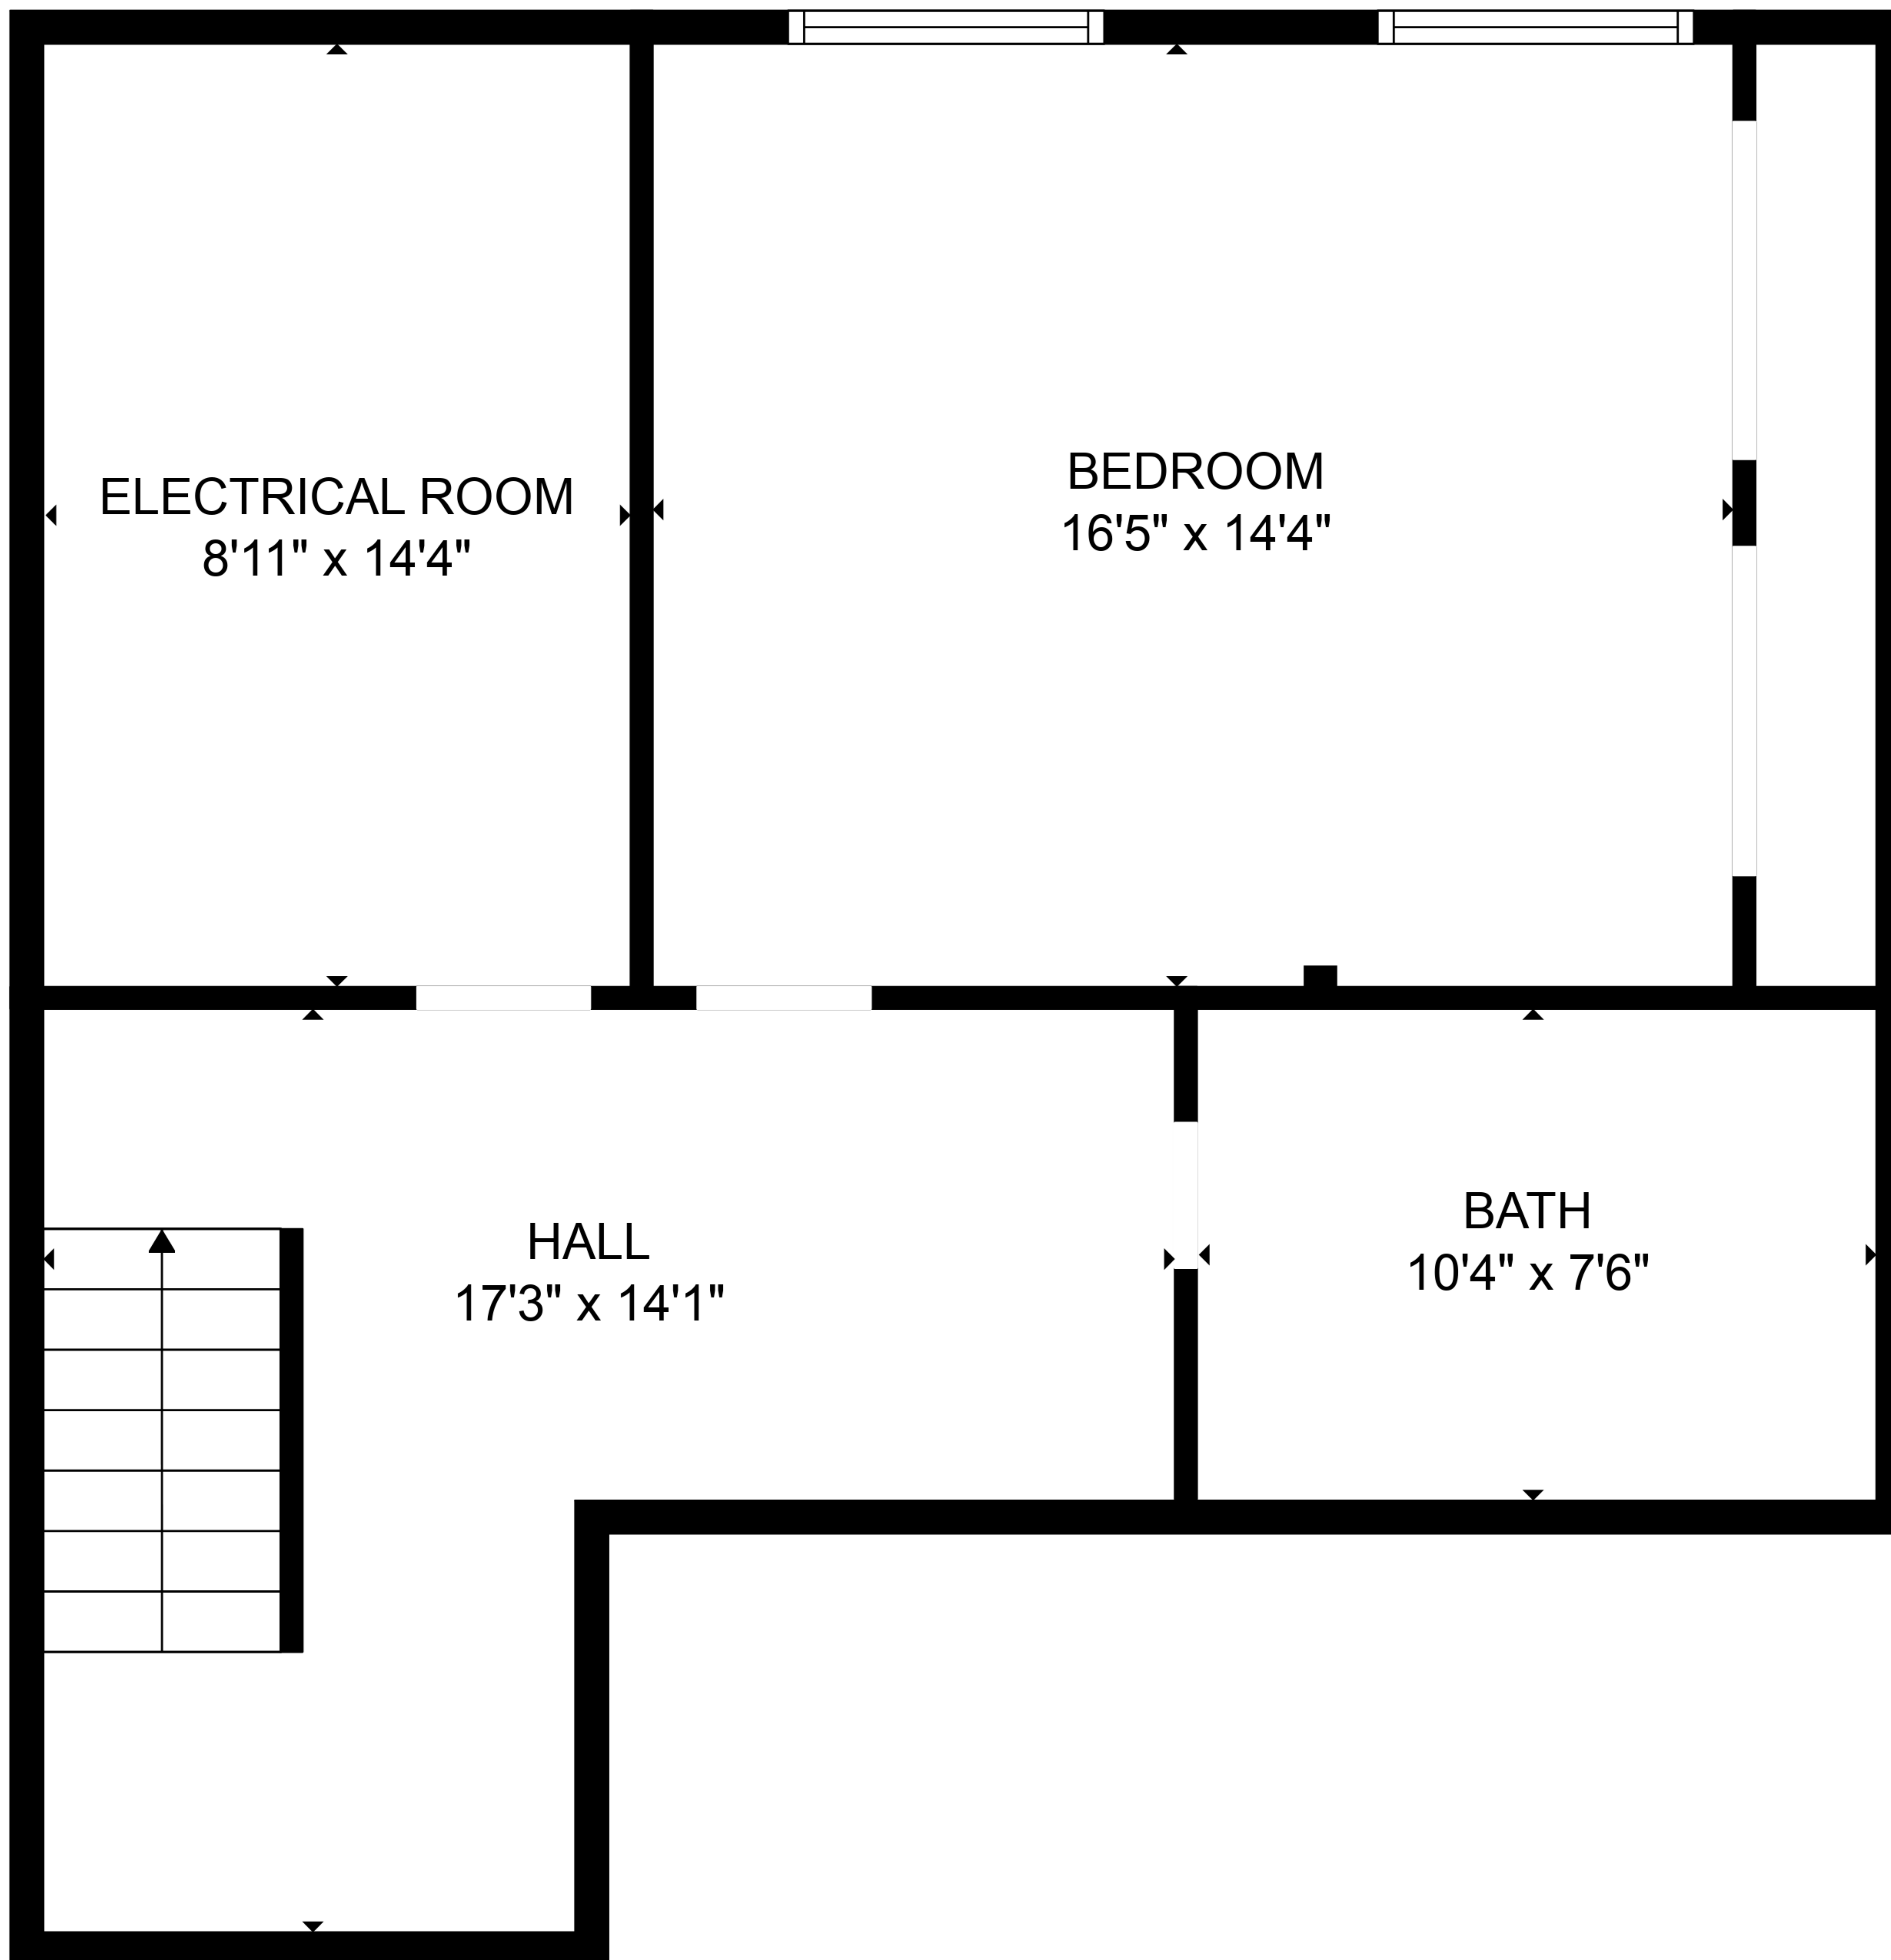 ELECTRICAL ROOM
8'11" x 14'4"
BEDROOM
16'5" x 14'4"
HALL
17'3" x 14'1"
BATH
10'4" x 7'6"